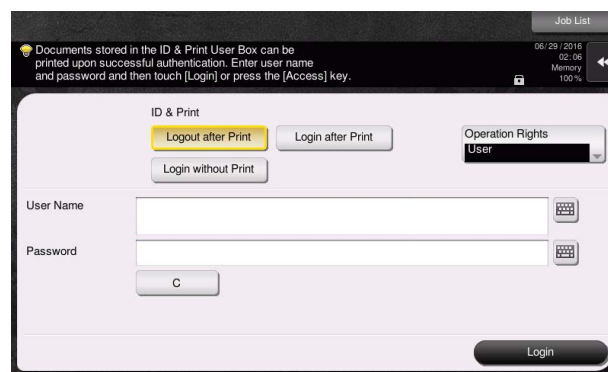 Job List
Documents stored in the ID & Print User Box can be
printed upon successful authentication. Enter user name
and password and then touch [Login] or press the [Access] key.
06/29/2016
02:06
Memory
100%
ID & Print
Logout after Print
Login after Print
Login without Print
Operation Rights
User
User Name
Password
C
Login